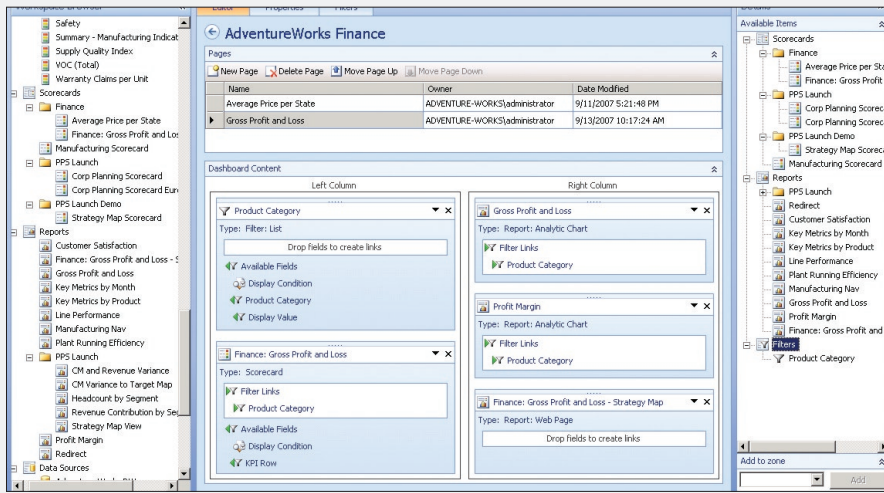 Editor Properties Filters
Safety
Summary - Manufacturing Indicat
Supply Quality Index
VOC (Total)
Warranty Claims per Unit
Scorecards
Finance
Average Price per State
Finance: Gross Profit and Los
Manufacturing Scorecard
PPS Launch
Corp Planning Scorecard
Corp Planning Scorecard Euro
PPS Launch Demo
Strategy Map Scorecard
Reports
Customer Satisfaction
Finance: Gross Profit and Loss - S
Gross Profit and Loss
Key Metrics by Month
Key Metrics by Product
Line Performance
Manufacturing Nav
Plant Running Efficiency
PPS Launch
CM and Revenue Variance
CM Variance to Target Map
Headcount by Segment
Revenue Contribution by Seg
Strategy Map View
Profit Margin
Redirect
Data Sources
AdventureWorks Finance
Pages
New Page Delete Page Move Page Up Move Page Down
Name Owner Date Modified
Average Price per State ADVENTURE-WORKS\administrator 9/11/2007 5:21:48 PM
Gross Profit and Loss ADVENTURE-WORKS\administrator 9/13/2007 10:17:24 AM
Dashboard Content
Left Column
Product Category
Type: Filter: List
Drop fields to create links
Available Fields
Display Condition
Product Category
Display Value
Finance: Gross Profit and Loss
Type: Scorecard
Filter Links
Product Category
Available Fields
Display Condition
KPI Row
Right Column
Gross Profit and Loss
Type: Report: Analytic Chart
Filter Links
Product Category
Profit Margin
Type: Report: Analytic Chart
Filter Links
Product Category
Finance: Gross Profit and Loss - Strategy Map
Type: Report: Web Page
Drop fields to create links
Details
Available Items
Scorecards
Finance
Average Price per Sta
Finance: Gross Profit
PPS Launch
Corp Planning Scorec
Corp Planning Scorec
PPS Launch Demo
Strategy Map Scoreca
Manufacturing Scorecard
Reports
PPS Launch
Redirect
Customer Satisfaction
Key Metrics by Month
Key Metrics by Product
Line Performance
Plant Running Efficiency
Manufacturing Nav
Gross Profit and Loss
Profit Margin
Finance: Gross Profit and
Filters
Product Category
Add to zone
Add